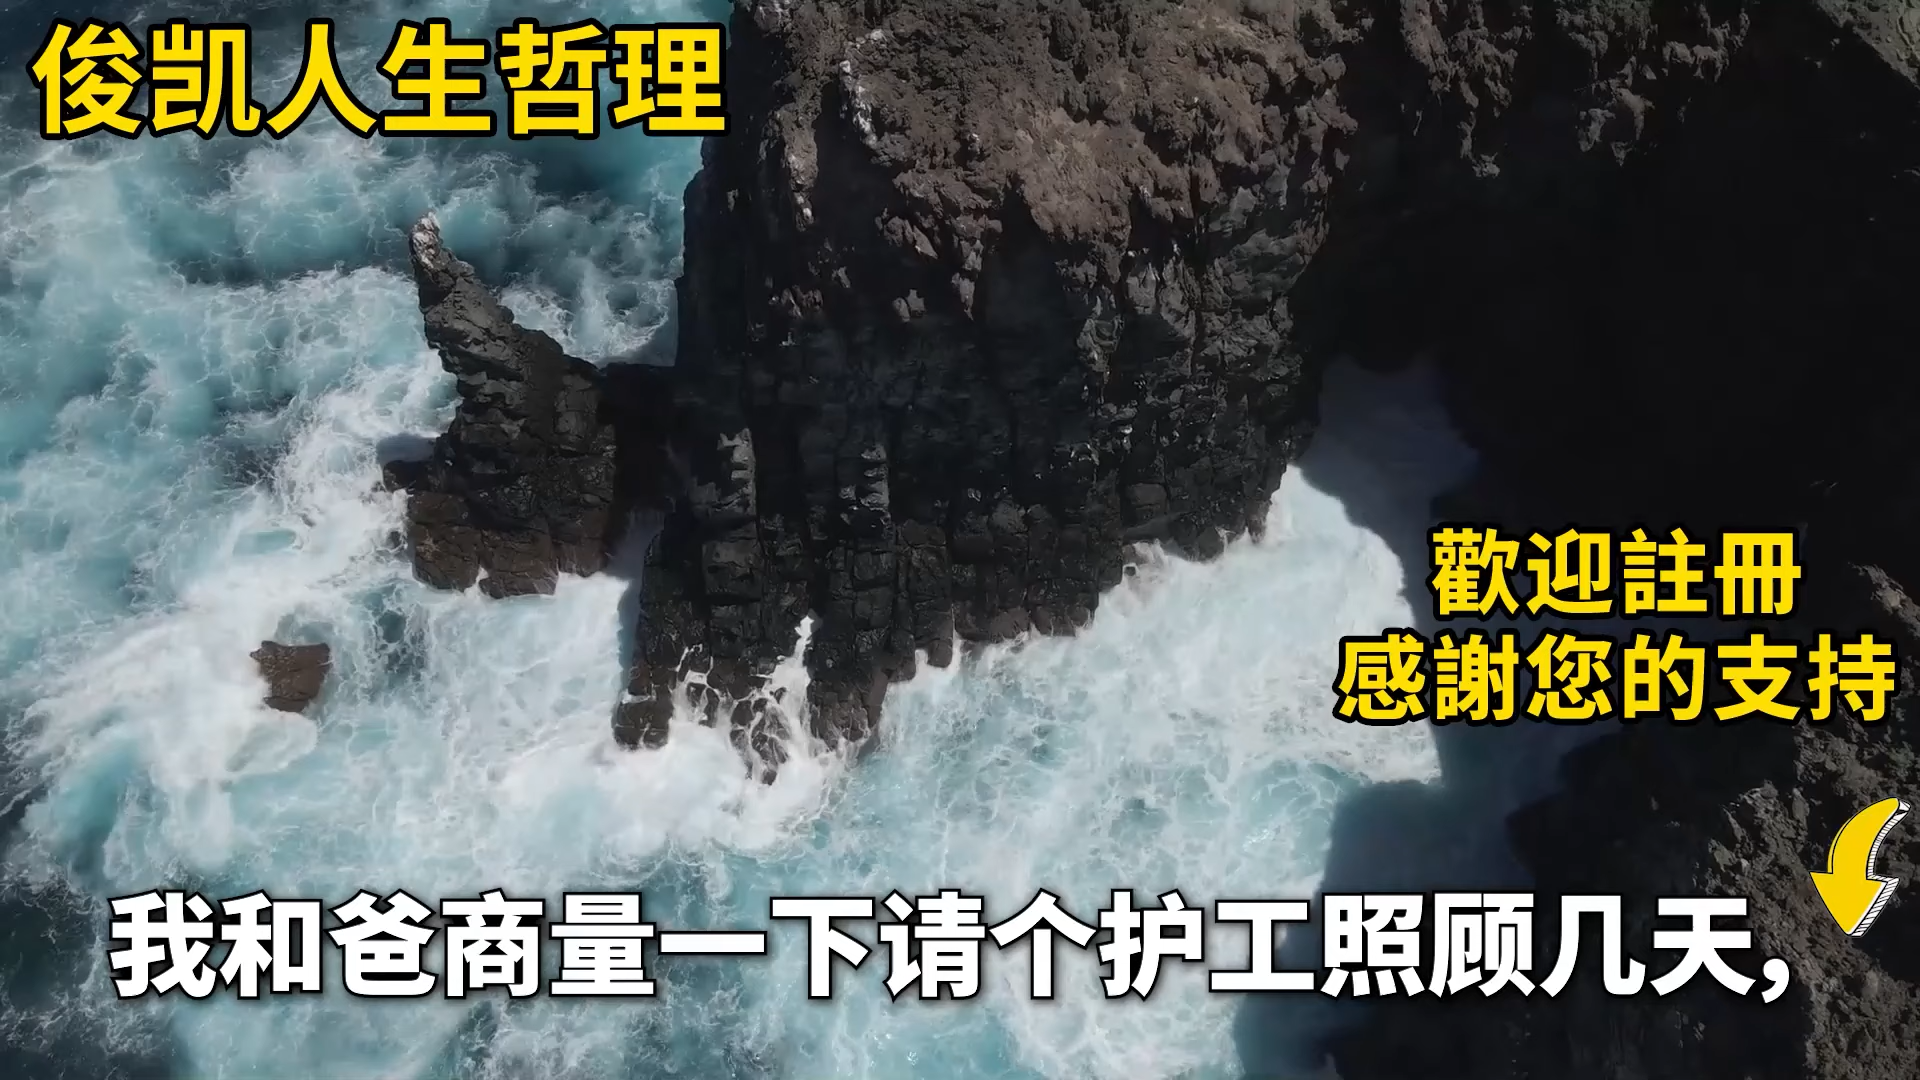 俊凯人生哲理
歡迎註冊
感謝您的支持
我和爸商量一下请个护工照顾几天,